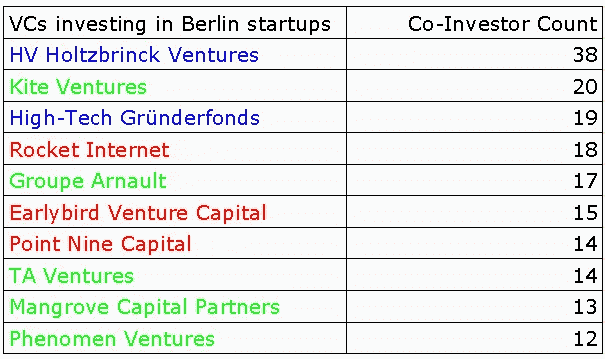 VCs investing in Berlin startups Co-Investor Count
HV Holtzbrinck Ventures 38
Kite Ventures 20
High-Tech Gründerfonds 19
Rocket Internet 18
Groupe Arnault 17
Earlybird Venture Capital 15
Point Nine Capital 14
TA Ventures 14
Mangrove Capital Partners 13
Phenomen Ventures 12